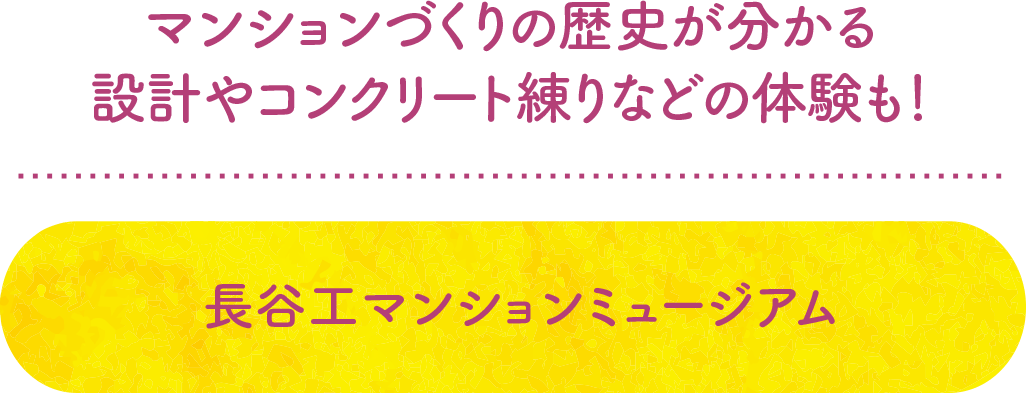 マンションづくりの歴史が分かる
設計やコンクリート練りなどの体験も！
長谷工マンションミュージアム